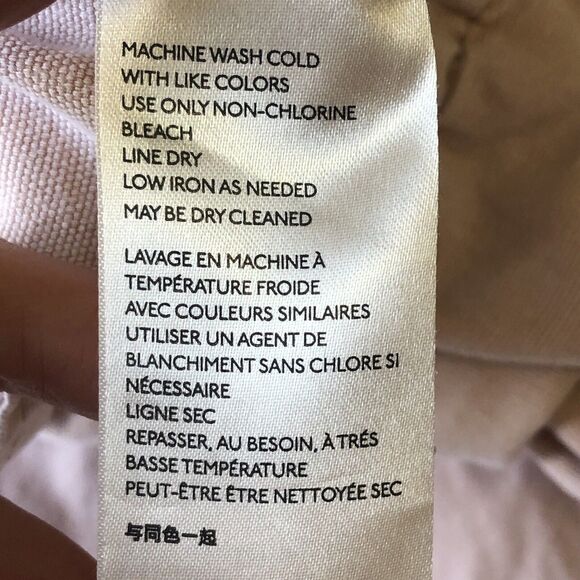 MACHINE WASH COLD
WITH LIKE COLORS
USE ONLY NON-CHLORINE
BLEACH
LINE DRY
LOW IRON AS NEEDED
MAY BE DRY CLEANED
LAVAGE EN MACHINE À
TEMPÉRATURE FROIDE
AVEC COULEURS SIMILAIRES
UTILISER UN AGENT DE
BLANCHIMENT SANS CHLORE SI
NÉCESSAIRE
LIGNE SEC
REPASSER, AU BESOIN, À TRÉS
BASSE TEMPÉRATURE
PEUT-ÊTRE ÊTRE NETTOYÉE SEC
与同色一起